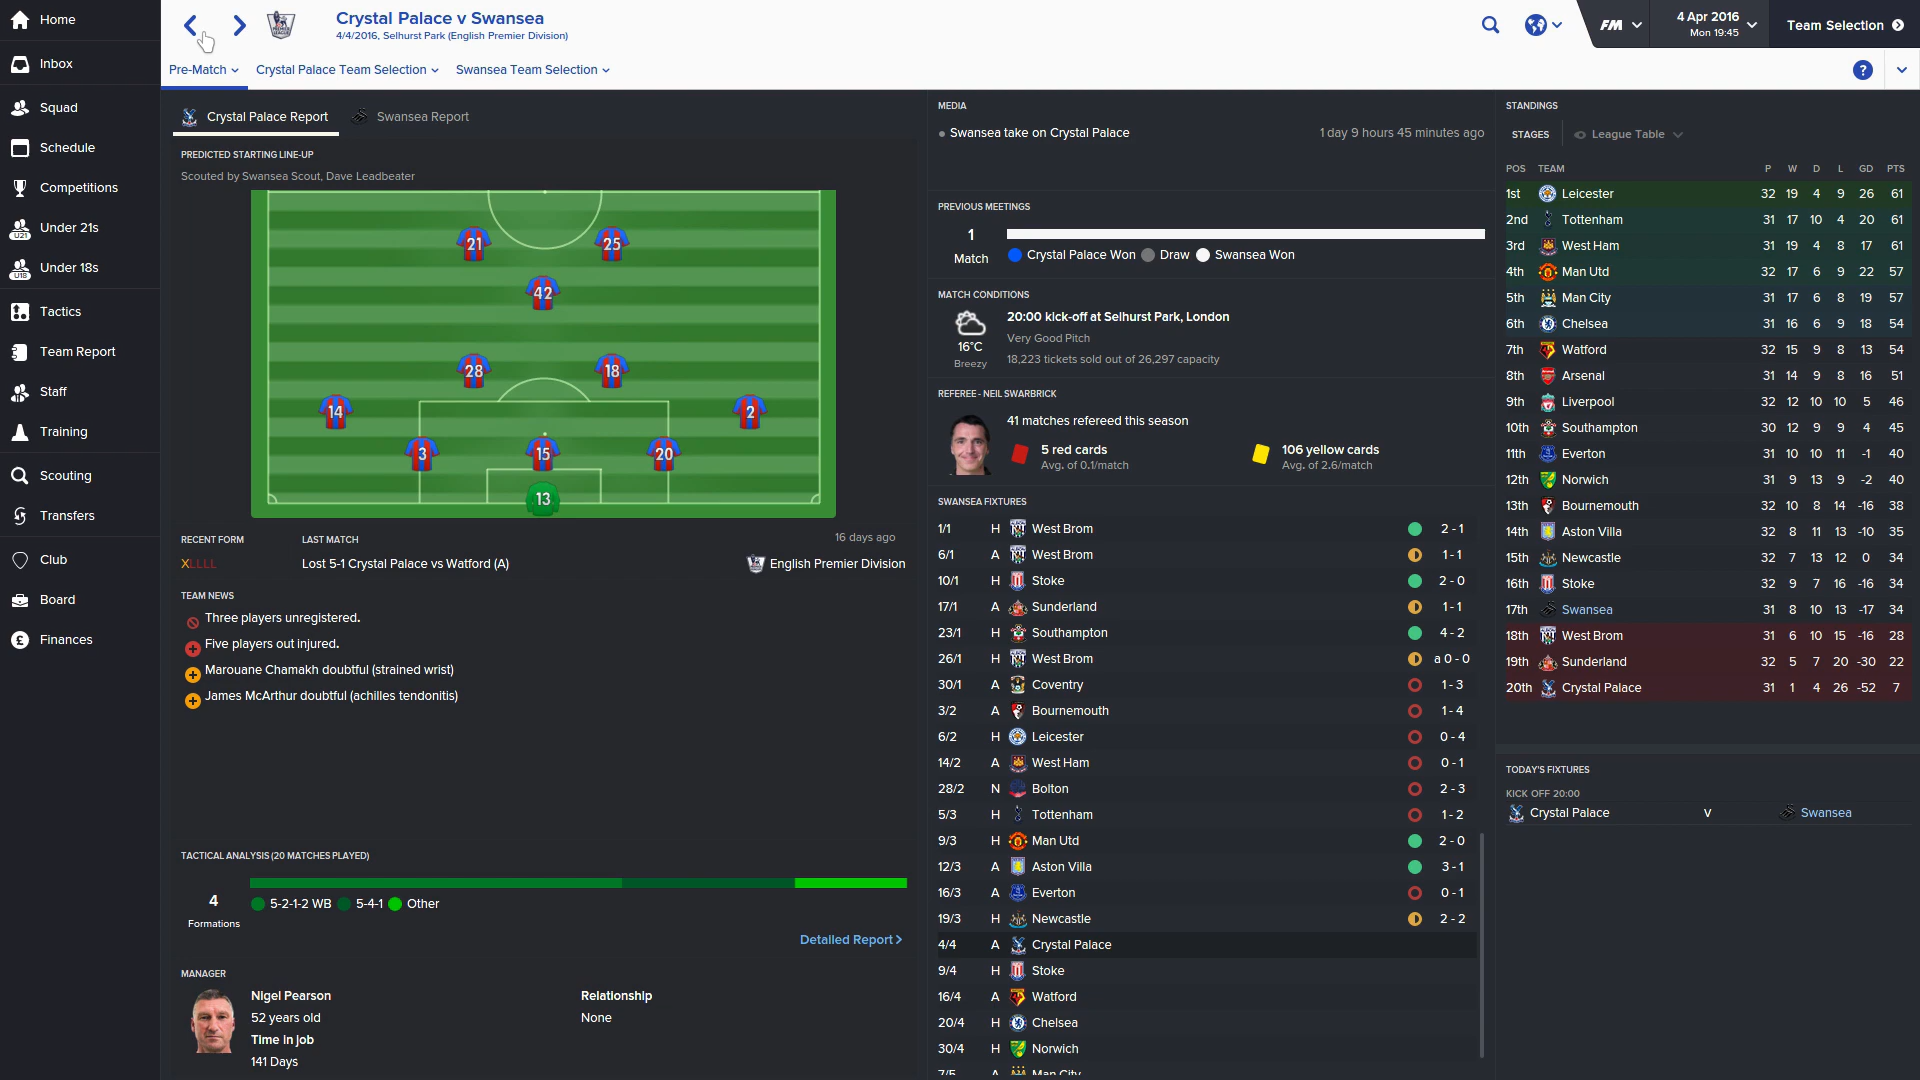 Home
Inbox
Squad
Schedule
Competitions
U21
Under 21s
U18
Under 18s
Tactics
Team Report
Staff
Training
Scouting
Transfers
Club
Board
Finances
Crystal Palace v Swansea
4/4/2016, Selhurst Park (English Premier Division)
FM
4 Apr 2016
Mon 19:45
Team Selection
Pre-Match
Crystal Palace Team Selection
Swansea Team Selection
?
Crystal Palace Report
Swansea Report
PREDICTED STARTING LINE-UP
Scouted by Swansea Scout, Dave Leadbeater
21 25
42
28 18
14 2
3 15 20
13
RECENT FORM
XLLLL
LAST MATCH
16 days ago
Lost 5-1 Crystal Palace vs Watford (A)
English Premier Division
TEAM NEWS
Three players unregistered.
Five players out injured.
Marouane Chamakh doubtful (strained wrist)
James McArthur doubtful (achilles tendonitis)
TACTICAL ANALYSIS (20 MATCHES PLAYED)
4
Formations
5-2-1-2 WB 5-4-1 Other
Detailed Report
MANAGER
Nigel Pearson
52 years old
Time in job
141 Days
Relationship
None
MEDIA
Swansea take on Crystal Palace 1 day 9 hours 45 minutes ago
PREVIOUS MEETINGS
1
Match
Crystal Palace Won Draw Swansea Won
MATCH CONDITIONS
16°C
Breezy
20:00 kick-off at Selhurst Park, London
Very Good Pitch
18,223 tickets sold out of 26,297 capacity
REFEREE - NEIL SWARBRICK
41 matches refereed this season
5 red cards
Avg. of 0.1/match
106 yellow cards
Avg. of 2.6/match
SWANSEA FIXTURES
1/1 H West Brom 2 - 1
6/1 A West Brom 1 - 1
10/1 H Stoke 2 - 0
17/1 A Sunderland 1 - 1
23/1 H Southampton 4 - 2
26/1 H West Brom a 0 - 0
30/1 A Coventry 1 - 3
3/2 A Bournemouth 1 - 4
6/2 H Leicester 0 - 4
14/2 A West Ham 0 - 1
28/2 N Bolton 2 - 3
5/3 H Tottenham 1 - 2
9/3 H Man Utd 2 - 0
12/3 A Aston Villa 3 - 1
16/3 A Everton 0 - 1
19/3 H Newcastle 2 - 2
4/4 A Crystal Palace
9/4 H Stoke
16/4 A Watford
20/4 H Chelsea
30/4 H Norwich
7/5 A Man City
STANDINGS
STAGES League Table
POS TEAM P W D L GD PTS
1st Leicester 32 19 4 9 26 61
2nd Tottenham 31 17 10 4 20 61
3rd West Ham 31 19 4 8 17 61
4th Man Utd 32 17 6 9 22 57
5th Man City 31 17 6 8 19 57
6th Chelsea 31 16 6 9 18 54
7th Watford 32 15 9 8 13 54
8th Arsenal 31 14 9 8 16 51
9th Liverpool 32 12 10 10 5 46
10th Southampton 30 12 9 9 4 45
11th Everton 31 10 10 11 -1 40
12th Norwich 31 9 13 9 -2 40
13th Bournemouth 32 10 8 14 -16 38
14th Aston Villa 32 8 11 13 -10 35
15th Newcastle 32 7 13 12 0 34
16th Stoke 32 9 7 16 -16 34
17th Swansea 31 8 10 13 -17 34
18th West Brom 31 6 10 15 -16 28
19th Sunderland 32 5 7 20 -30 22
20th Crystal Palace 31 1 4 26 -52 7
TODAY'S FIXTURES
KICK OFF 20:00
Crystal Palace V Swansea